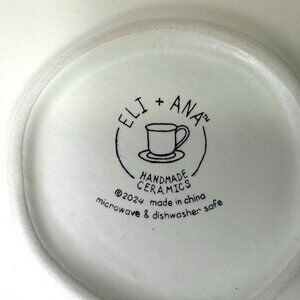 ELI + ANA™
HANDMADE
CERAMICS
©2024 made in china
microwave & dishwasher safe